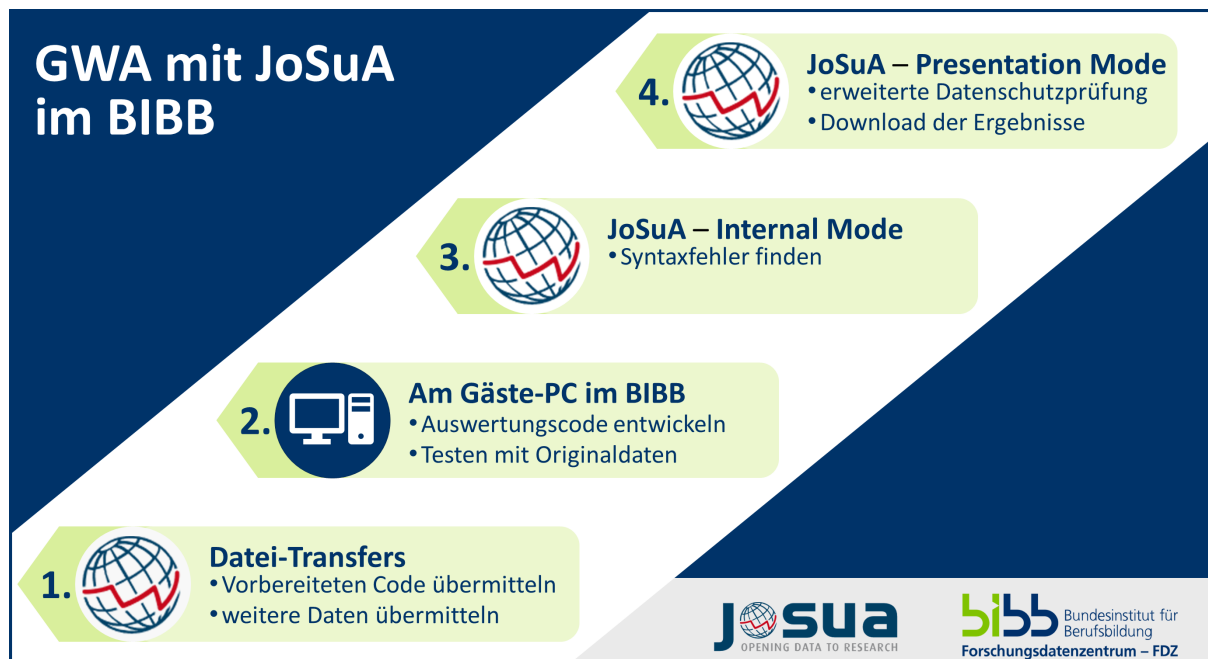 GWA mit JoSuA
im BIBB
4.
JoSuA – Presentation Mode
• erweiterte Datenschutzprüfung
• Download der Ergebnisse
3.
JoSuA – Internal Mode
• Syntaxfehler finden
2.
Am Gäste-PC im BIBB
• Auswertungscode entwickeln
• Testen mit Originaldaten
1.
Datei-Transfers
• Vorbereiteten Code übermitteln
• weitere Daten übermitteln
Josua
OPENING DATA TO RESEARCH
bibb
Bundesinstitut für
Berufsbildung
Forschungsdatenzentrum – FDZ